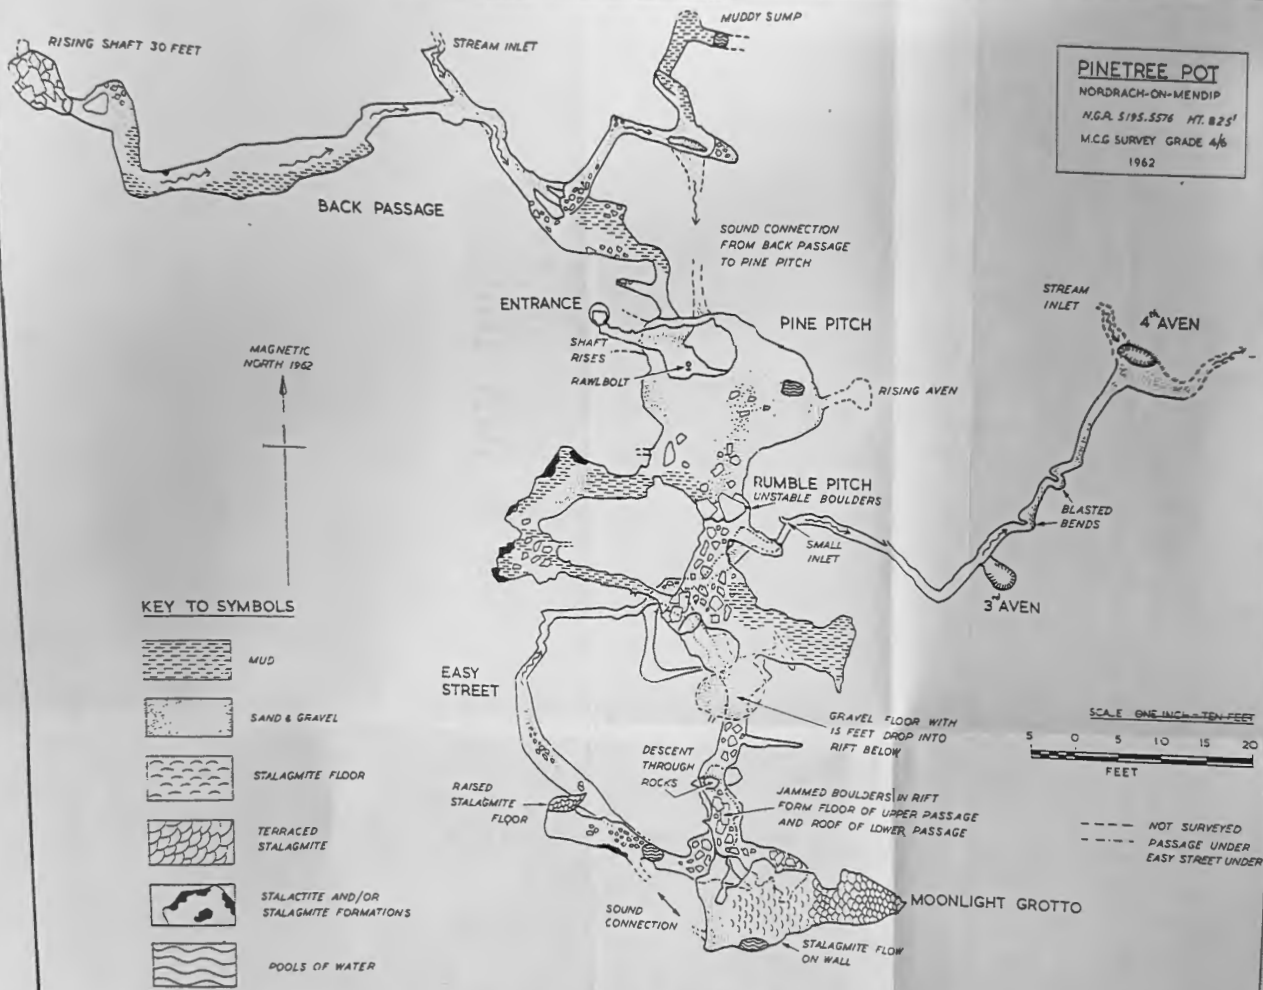 RISING SHAFT 30 FEET
STREAM INLET
MUDDY SUMP
PINETREE POT
NORDRACH-ON-MENDIP
N.G.R. 5195.5576 HT. 825'
M.C.G SURVEY GRADE 4/6
1962
BACK PASSAGE
SOUND CONNECTION
FROM BACK PASSAGE
TO PINE PITCH
ENTRANCE
PINE PITCH
SHAFT
RISES
RAWLBOLT
RISING AVEN
STREAM
INLET
4th AVEN
MAGNETIC
NORTH 1962
RUMBLE PITCH
UNSTABLE BOULDERS
SMALL
INLET
BLASTED
BENDS
3rd AVEN
KEY TO SYMBOLS
MUD
SAND & GRAVEL
STALAGMITE FLOOR
TERRACED
STALAGMITE
STALACTITE AND/OR
STALAGMITE FORMATIONS
POOLS OF WATER
EASY
STREET
RAISED
STALAGMITE
FLOOR
DESCENT
THROUGH
ROCKS
GRAVEL FLOOR WITH
15 FEET DROP INTO
RIFT BELOW
JAMMED BOULDERS IN RIFT
FORM FLOOR OF UPPER PASSAGE
AND ROOF OF LOWER PASSAGE
SOUND
CONNECTION
MOONLIGHT GROTTO
STALAGMITE FLOW
ON WALL
SCALE ONE INCH = TEN FEET
5 0 5 10 15 20
FEET
NOT SURVEYED
PASSAGE UNDER
EASY STREET UNDER